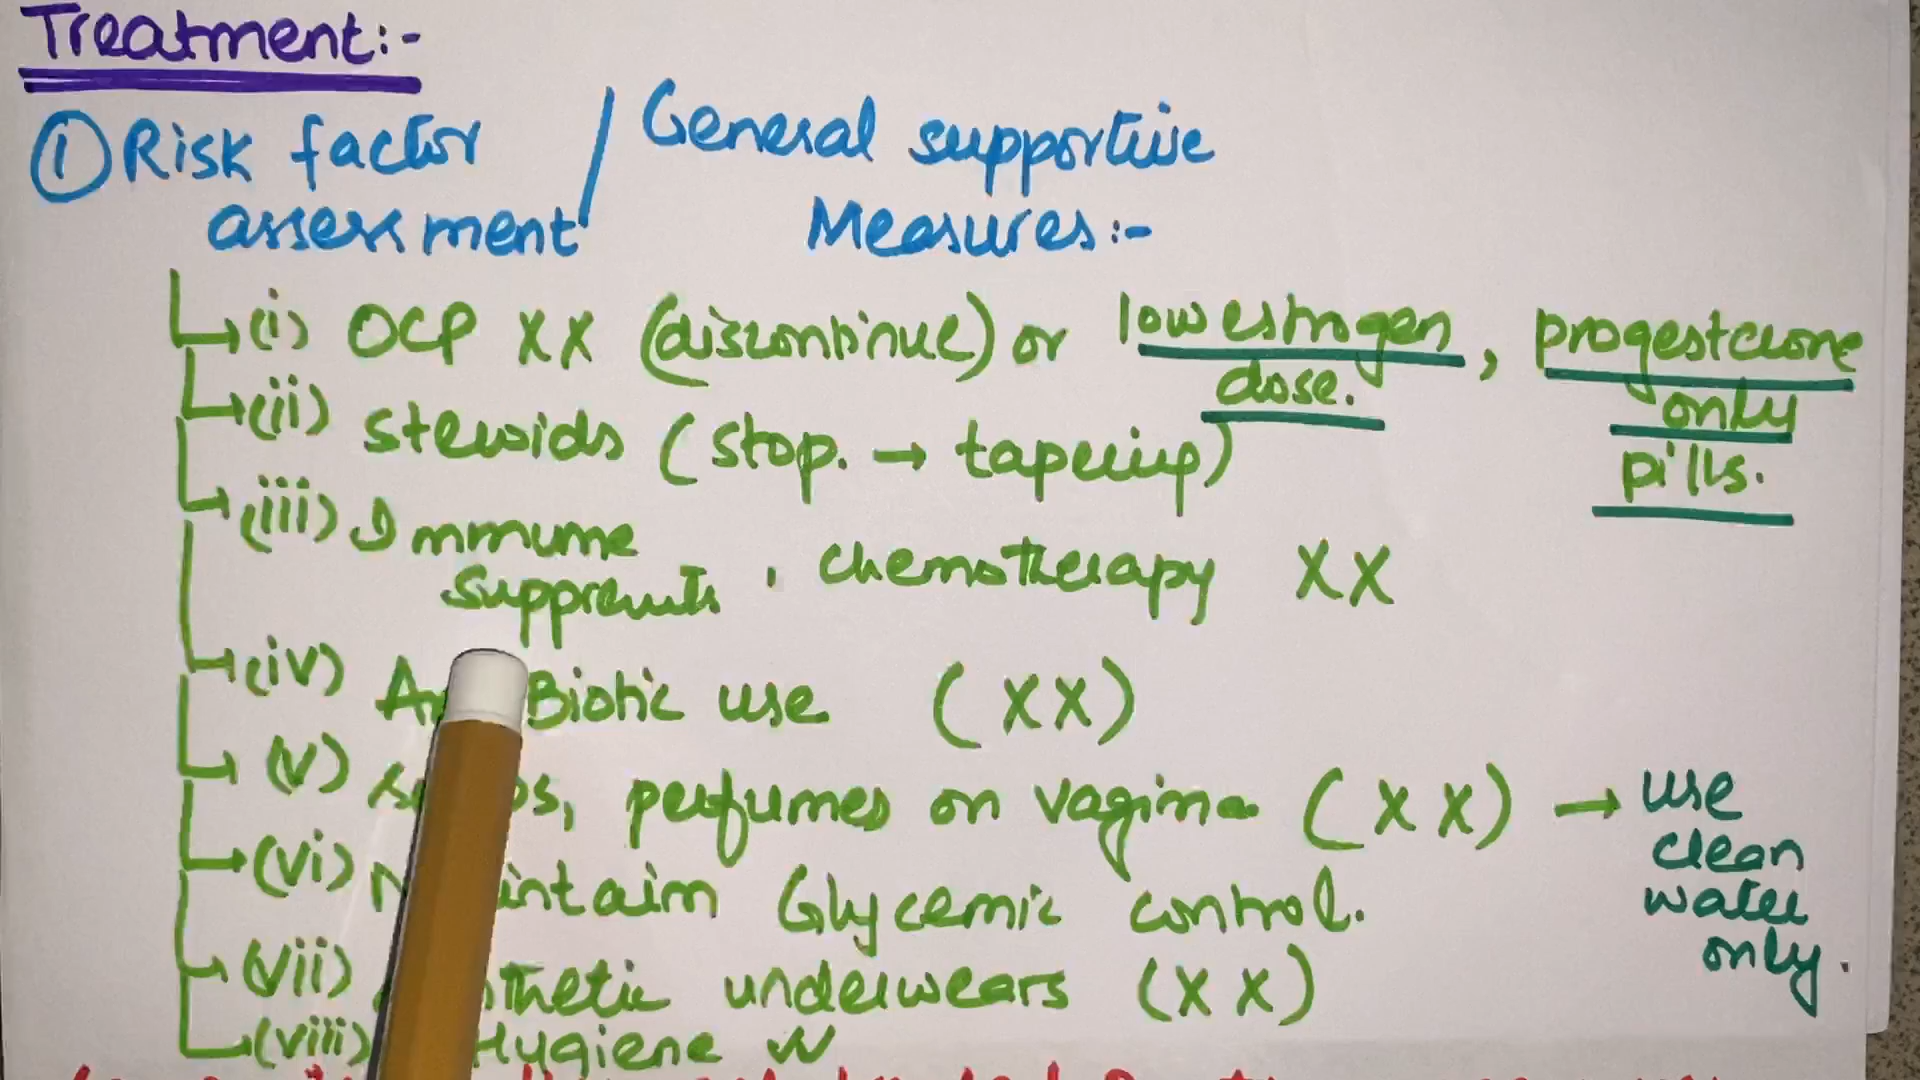 Treatment:-
① Risk factor / General supportive
assessment Measures:-
(i) OCP XX (discontinue) or low estrogen dose., progesterone only pills.
(ii) steroids (stop. → tapering)
(iii) Immune suppressants, chemotherapy XX
(iv) Biotic use (XX)
(v) perfumes on vagina (XX) → use clean water only.
(vi) Glycemic control.
(vii) underwears (XX)
(viii) Hygiene